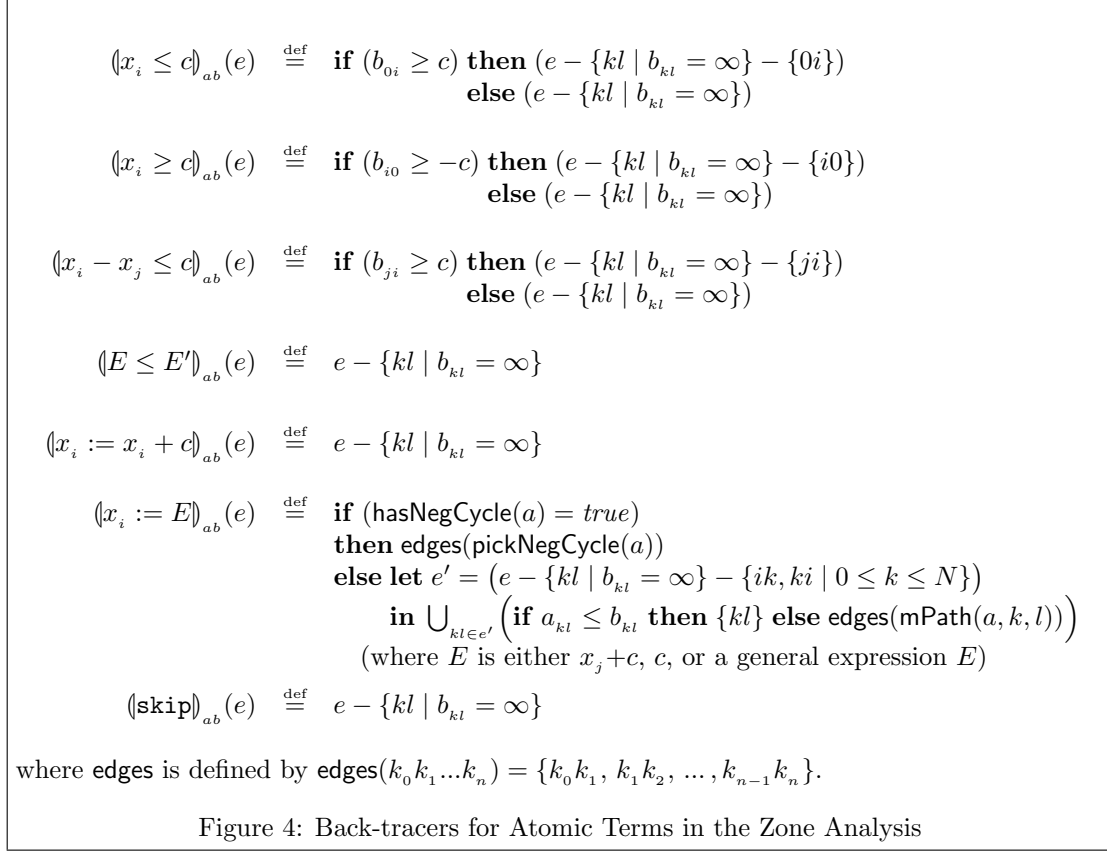 ⦇x_i ≤ c⦈_ab(e) ≝ if (b_0i ≥ c) then (e − {kl | b_kl = ∞} − {0i})
else (e − {kl | b_kl = ∞})
⦇x_i ≥ c⦈_ab(e) ≝ if (b_i0 ≥ −c) then (e − {kl | b_kl = ∞} − {i0})
else (e − {kl | b_kl = ∞})
⦇x_i − x_j ≤ c⦈_ab(e) ≝ if (b_ji ≥ c) then (e − {kl | b_kl = ∞} − {ji})
else (e − {kl | b_kl = ∞})
⦇E ≤ E′⦈_ab(e) ≝ e − {kl | b_kl = ∞}
⦇x_i := x_i + c⦈_ab(e) ≝ e − {kl | b_kl = ∞}
⦇x_i := E⦈_ab(e) ≝ if (hasNegCycle(a) = true)
then edges(pickNegCycle(a))
else let e′ = (e − {kl | b_kl = ∞} − {ik, ki | 0 ≤ k ≤ N})
in ⋃_kl∈e′ (if a_kl ≤ b_kl then {kl} else edges(mPath(a, k, l)))
(where E is either x_j+c, c, or a general expression E)
⦇skip⦈_ab(e) ≝ e − {kl | b_kl = ∞}
where edges is defined by edges(k_0k_1...k_n) = {k_0k_1, k_1k_2, ... , k_n−1k_n}.
Figure 4: Back-tracers for Atomic Terms in the Zone Analysis